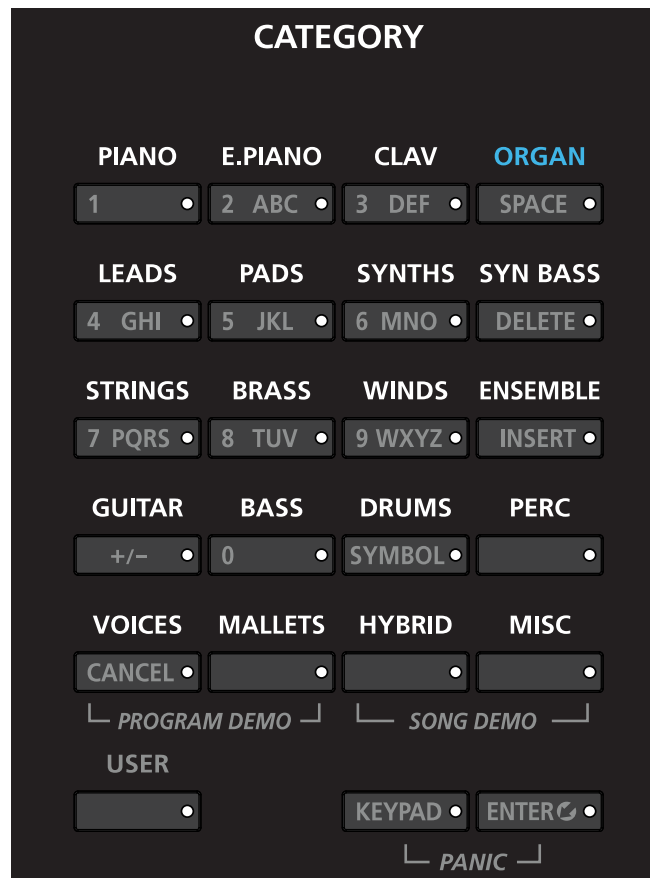 CATEGORY
PIANO E.PIANO CLAV ORGAN
1 2 ABC 3 DEF SPACE
LEADS PADS SYNTHS SYN BASS
4 GHI 5 JKL 6 MNO DELETE
STRINGS BRASS WINDS ENSEMBLE
7 PQRS 8 TUV 9 WXYZ INSERT
GUITAR BASS DRUMS PERC
+/− 0 SYMBOL
VOICES MALLETS HYBRID MISC
CANCEL
PROGRAM DEMO SONG DEMO
USER
KEYPAD ENTER
PANIC